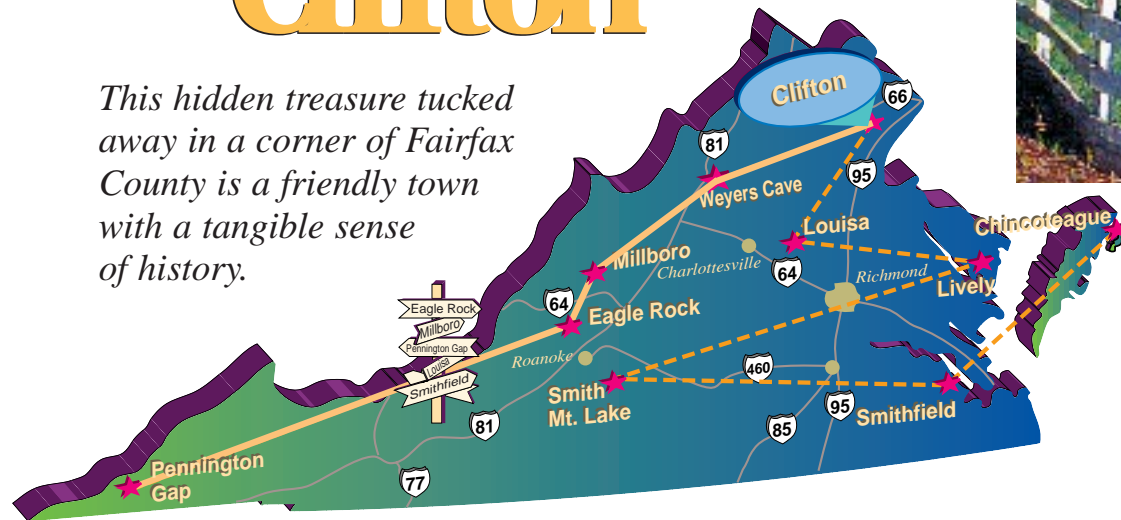 Clifton
This hidden treasure tucked
away in a corner of Fairfax
County is a friendly town
with a tangible sense
of history.
Clifton
66
81
95
Weyers Cave
Chincoteague
Louisa
Millboro
Charlottesville
64
Richmond
Lively
Eagle Rock
Millboro
Pennington Gap
Louisa
Smithfield
64
Eagle Rock
Roanoke
460
Smith
Mt. Lake
95
Smithfield
81
85
Pennington
Gap
77